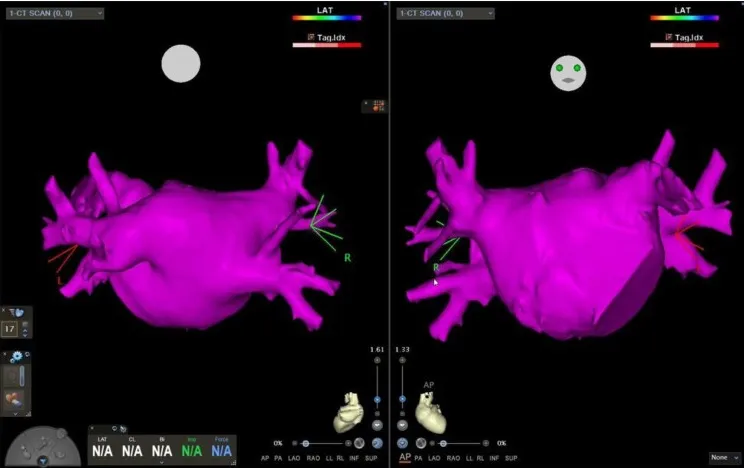 1-CT SCAN (0, 0)
LAT
Tag.Idx
R
L
17
1.61
0%
AP PA LAO RAO LL RL INF SUP
LAT CL Bi Imp Force
N/A N/A N/A N/A N/A
1-CT SCAN (0, 0)
LAT
Tag.Idx
R
1.33
AP
0%
AP PA LAO RAO LL RL INF SUP
None